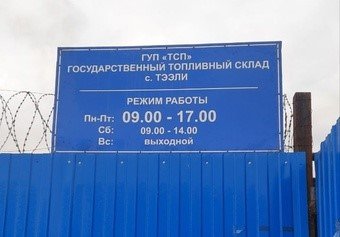 ГУП «ТСП»
ГОСУДАРСТВЕННЫЙ ТОПЛИВНЫЙ СКЛАД
с. ТЭЭЛИ
РЕЖИМ РАБОТЫ
Пн-Пт: 09.00 - 17.00
Сб: 09.00 - 14.00
Вс: выходной